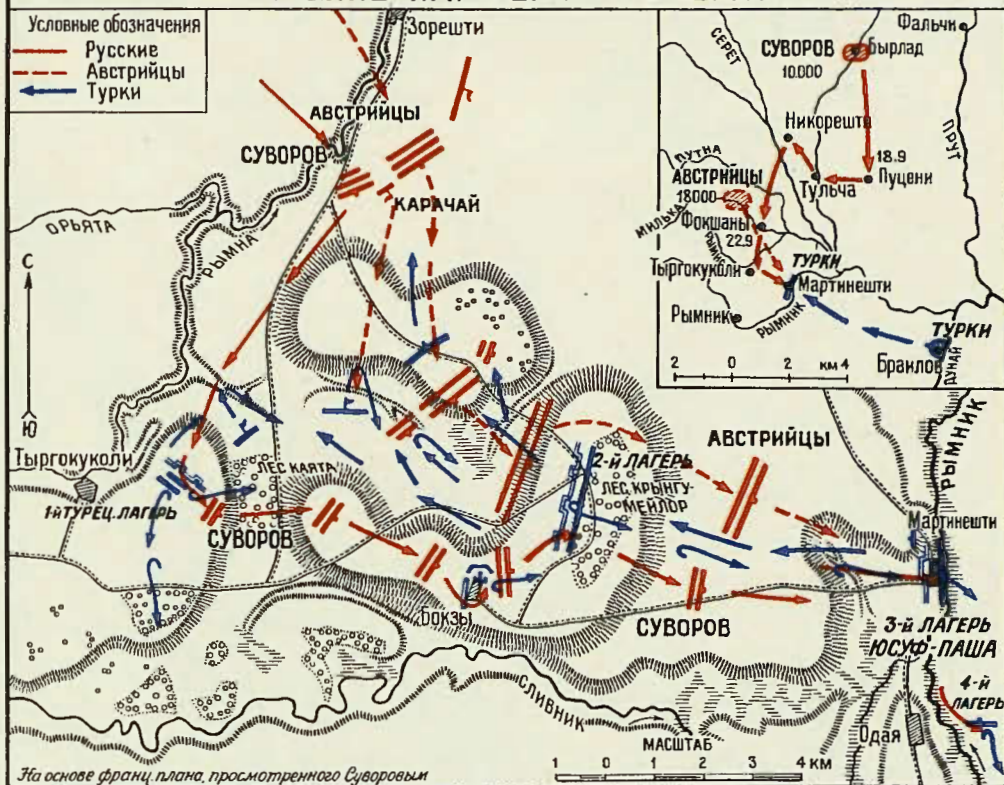 Условные обозначения
Русские
Австрийцы
Турки
Зорешти
АВСТРИЙЦЫ
СУВОРОВ
КАРАЧАЙ
ОРЬЯТА
РЫМНА
С
Ю
Тыргокуколи
1-й ТУРЕЦ. ЛАГЕРЬ
ЛЕС КАЯТА
СУВОРОВ
Бокзы
2-й ЛАГЕРЬ
ЛЕС КРЫНГУ-
МЕЙЛОР
АВСТРИЙЦЫ
СУВОРОВ
РЫМНИК
Мартинешти
3-й ЛАГЕРЬ
ЮСУФ-ПАША
4-й
ЛАГЕРЬ
Одая
СЛИВНИК
МАСШТАБ
1 0 1 2 3 4 КМ
На основе франц. плана, просмотренного Суворовым
Фальчи
СЕРЕТ
СУВОРОВ
Бырлад
10.000
Никорешти
ПРУТ
18.9
Пуцени
Тульча
ПУТНА
АВСТРИЙЦЫ
18000
Фокшаны
22.9
ТУРКИ
Тыргокуколи
Мартинешти
Рымник
РЫМНИК
ТУРКИ
Браилов
ДУНАЙ
2 0 2 км 4